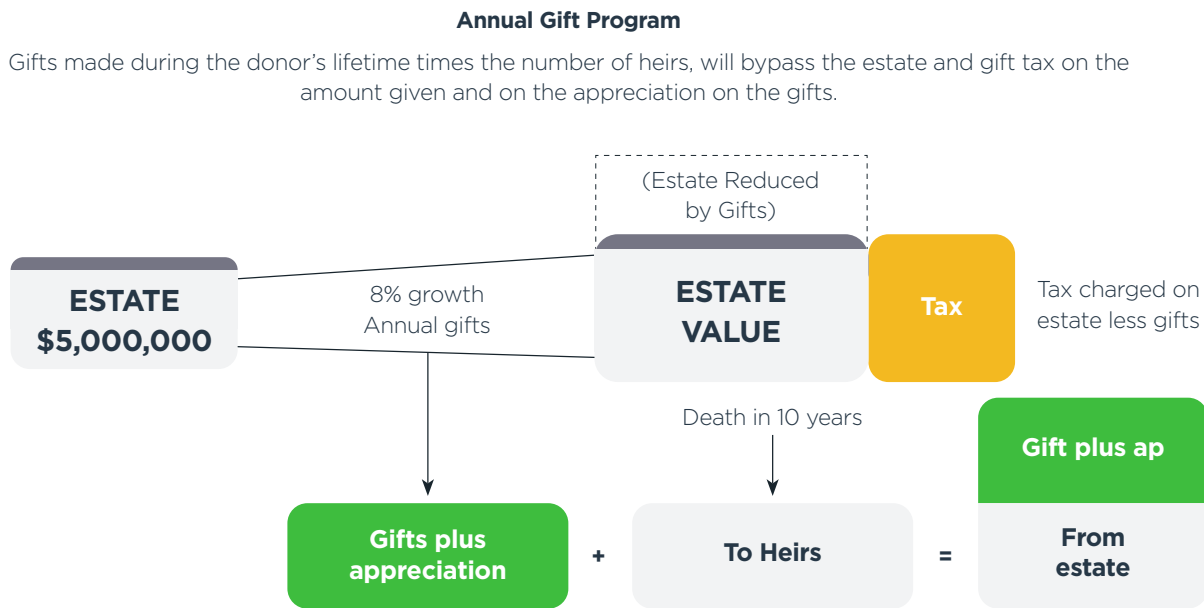 Annual Gift Program
Gifts made during the donor’s lifetime times the number of heirs, will bypass the estate and gift tax on the
amount given and on the appreciation on the gifts.
(Estate Reduced
by Gifts)
ESTATE
$5,000,000
8% growth
Annual gifts
ESTATE
VALUE
Tax
Tax charged on
estate less gifts
Death in 10 years
Gifts plus
appreciation
+
To Heirs
=
Gift plus ap
From
estate